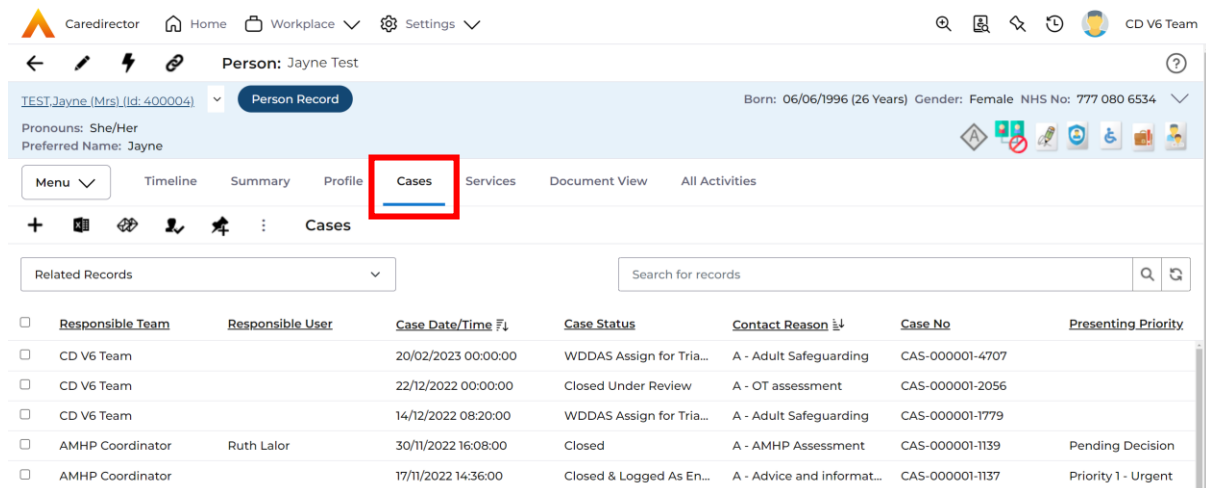 Caredirector Home Workplace Settings CD V6 Team
Person: Jayne Test
TEST,Jayne (Mrs) (Id: 400004) Person Record Born: 06/06/1996 (26 Years) Gender: Female NHS No: 777 080 6534
Pronouns: She/Her
Preferred Name: Jayne
Menu Timeline Summary Profile Cases Services Document View All Activities
Cases
Related Records Search for records
Responsible Team Responsible User Case Date/Time Case Status Contact Reason Case No Presenting Priority
CD V6 Team 20/02/2023 00:00:00 WDDAS Assign for Tria... A - Adult Safeguarding CAS-000001-4707
CD V6 Team 22/12/2022 00:00:00 Closed Under Review A - OT assessment CAS-000001-2056
CD V6 Team 14/12/2022 08:20:00 WDDAS Assign for Tria... A - Adult Safeguarding CAS-000001-1779
AMHP Coordinator Ruth Lalor 30/11/2022 16:08:00 Closed A - AMHP Assessment CAS-000001-1139 Pending Decision
AMHP Coordinator 17/11/2022 14:36:00 Closed & Logged As En... A - Advice and informat... CAS-000001-1137 Priority 1 - Urgent